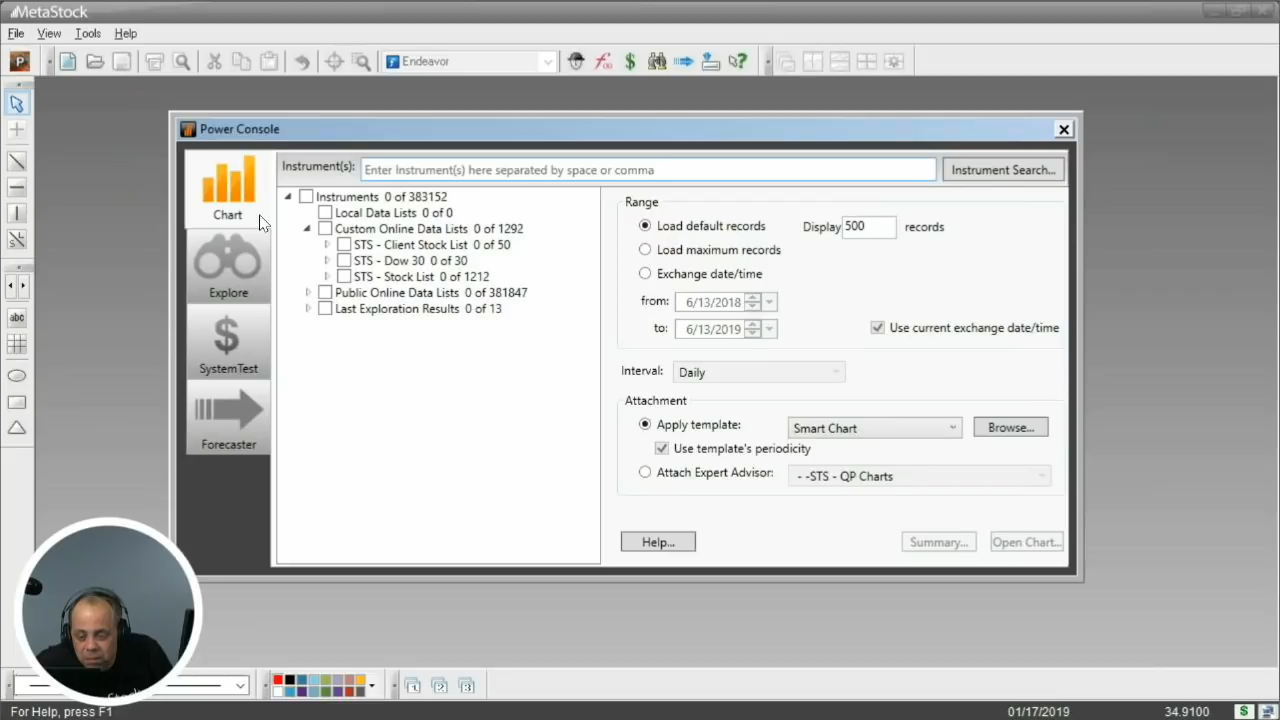 MetaStock
File View Tools Help
P
Endeavor
Power Console
Instrument(s): Enter Instrument(s) here separated by space or comma Instrument Search...
Chart
Explore
SystemTest
Forecaster
Instruments 0 of 383152
Local Data Lists 0 of 0
Custom Online Data Lists 0 of 1292
STS - Client Stock List 0 of 50
STS - Dow 30 0 of 30
STS - Stock List 0 of 1212
Public Online Data Lists 0 of 381847
Last Exploration Results 0 of 13
Range
Load default records Display 500 records
Load maximum records
Exchange date/time
from: 6/13/2018
to: 6/13/2019 Use current exchange date/time
Interval: Daily
Attachment
Apply template: Smart Chart Browse...
Use template's periodicity
Attach Expert Advisor: - -STS - QP Charts
Help... Summary... Open Chart...
abc
1 2 3
For Help, press F1 01/17/2019 34.9100 $